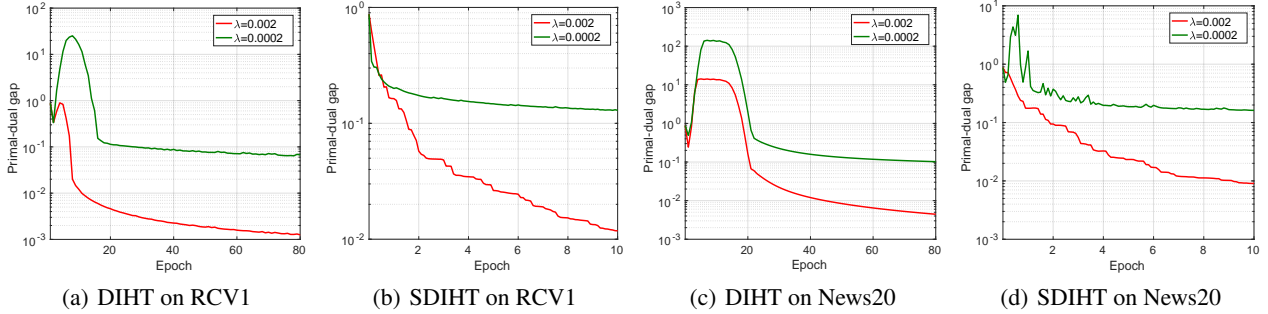 10^2
10^1
10^0
10^-1
10^-2
10^-3
Primal-dual gap
20
40
60
80
Epoch
λ=0.002
λ=0.0002
(a) DIHT on RCV1
10^0
10^-1
10^-2
Primal-dual gap
2
4
6
8
10
Epoch
λ=0.002
λ=0.0002
(b) SDIHT on RCV1
10^3
10^2
10^1
10^0
10^-1
10^-2
10^-3
Primal-dual gap
20
40
60
80
Epoch
λ=0.002
λ=0.0002
(c) DIHT on News20
10^1
10^0
10^-1
10^-2
10^-3
Primal-dual gap
2
4
6
8
10
Epoch
λ=0.002
λ=0.0002
(d) SDIHT on News20